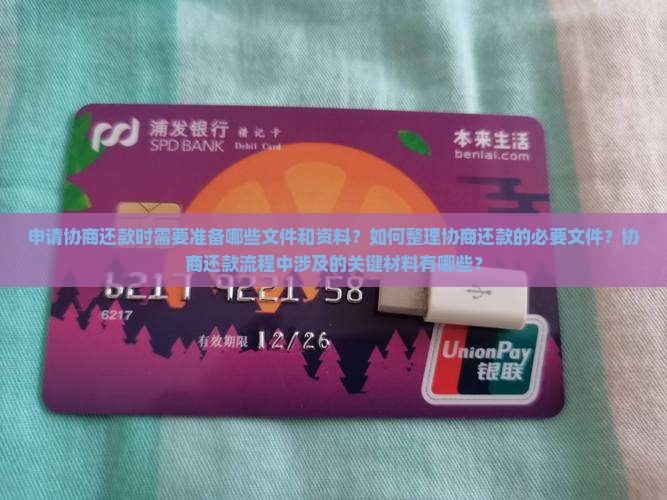 浦发银行 借记卡
SPD BANK Debit Card
本来生活
benlai.com
申请协商还款时需要准备哪些文件和资料？如何整理协商还款的必要文件？协
商还款流程中涉及的关键材料有哪些？
6217 9221 587
6217
有效期限 12/26
UnionPay
银联